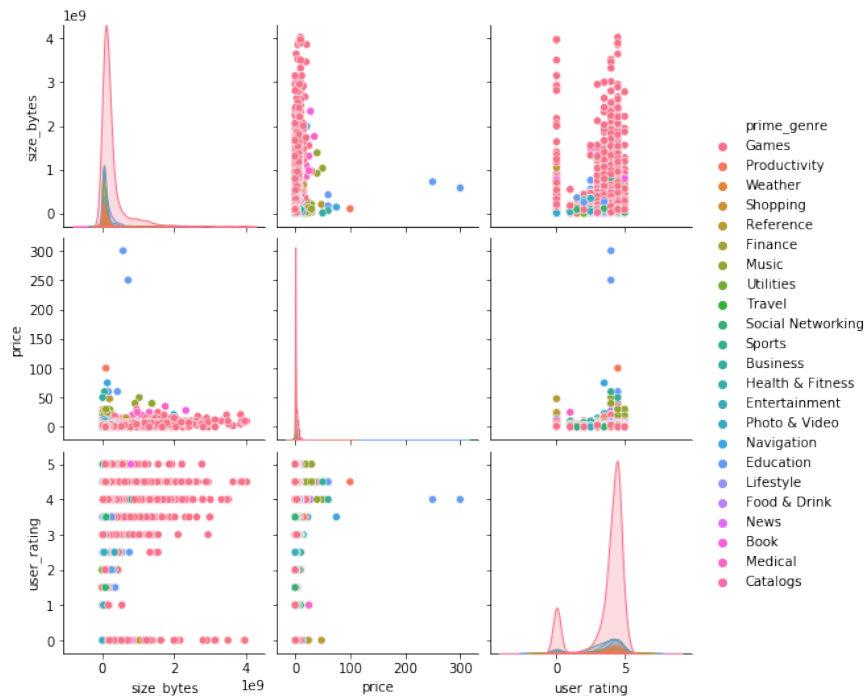 1e9
4
3
2
1
0
size_bytes
300
250
200
150
100
50
0
price
5
4
3
2
1
0
user_rating
0 2 4
1e9
size_bytes
0 100 200 300
price
0 5
user_rating
prime_genre
Games
Productivity
Weather
Shopping
Reference
Finance
Music
Utilities
Travel
Social Networking
Sports
Business
Health & Fitness
Entertainment
Photo & Video
Navigation
Education
Lifestyle
Food & Drink
News
Book
Medical
Catalogs